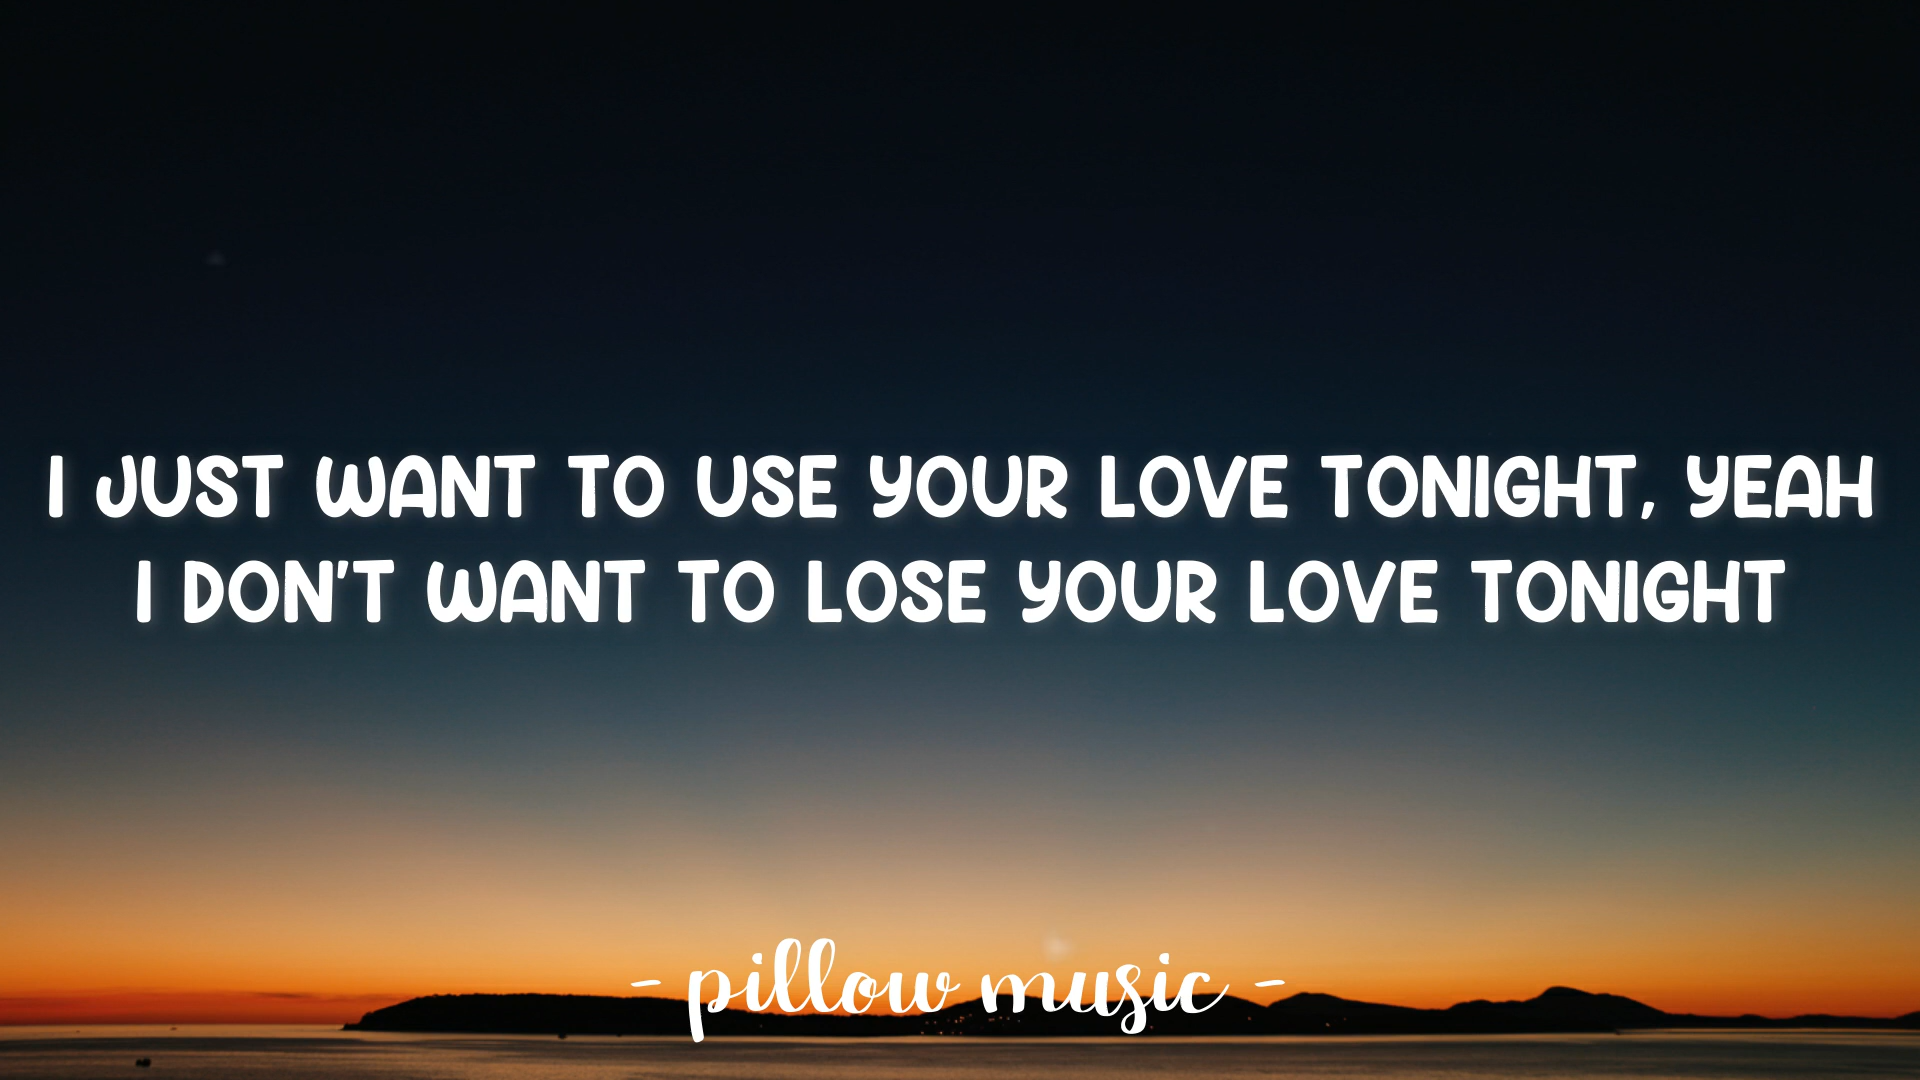 I JUST WANT TO USE YOUR LOVE TONIGHT, YEAH
I DON'T WANT TO LOSE YOUR LOVE TONIGHT
- pillow music -